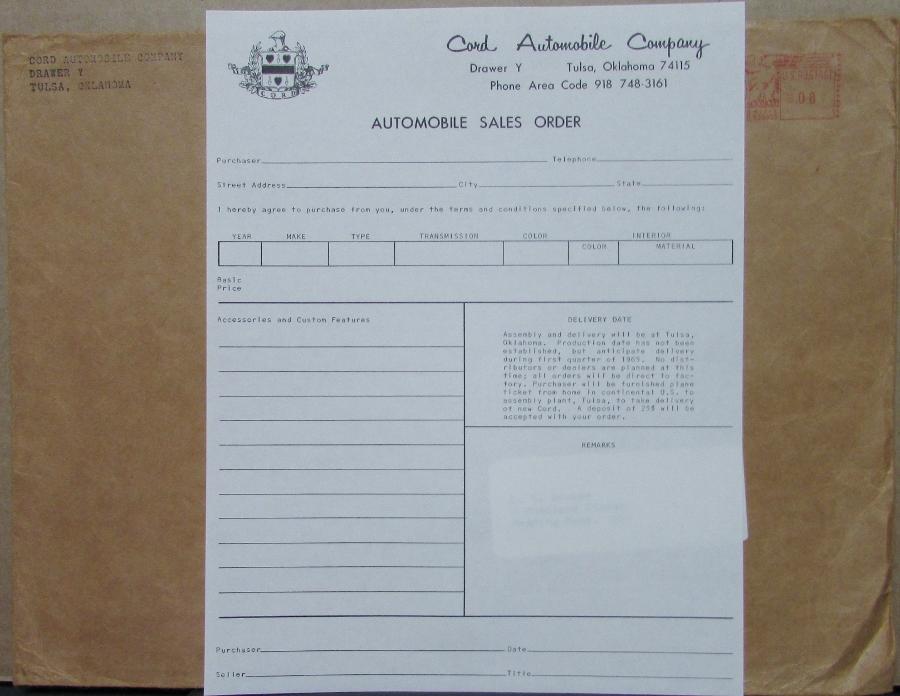 CORD AUTOMOBILE COMPANY
DRAWER Y
TULSA, OKLAHOMA
CORD
Cord Automobile Company
Drawer Y Tulsa, Oklahoma 74115
Phone Area Code 918 748-3161
U.S. POSTAGE
.06
AUTOMOBILE SALES ORDER
Purchaser Telephone
Street Address City State
I hereby agree to purchase from you, under the terms and conditions specified below, the following:
YEAR MAKE TYPE TRANSMISSION COLOR INTERIOR
COLOR MATERIAL
Basic
Price
Accessories and Custom Features
DELIVERY DATE
Assembly and delivery will be at Tulsa,
Oklahoma. Production date has not been
established, but anticipate delivery
during first quarter of 1965. No dist-
ributors or dealers are planned at this
time; all orders will be direct to fac-
tory. Purchaser will be furnished plane
ticket from home in continental U.S. to
assembly plant, Tulsa, to take delivery
of new Cord. A deposit of 25% will be
accepted with your order.
REMARKS
Purchaser Date
Seller Title